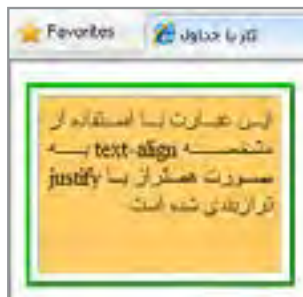 Favorites
کار با جداول
این عبارت با استفاده از
مشخصه text-align به
صورت همتراز با justify
ترازبندی شده است.